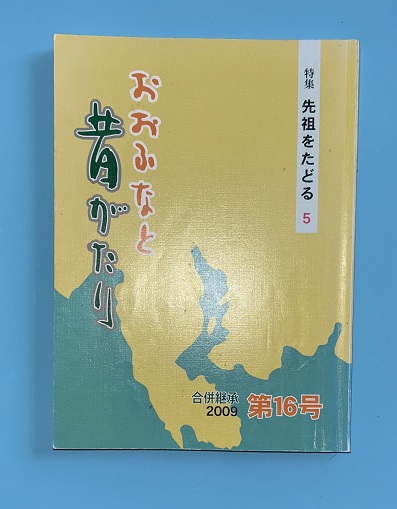 特集 先祖をたどる 5
おおふなと
昔がたり
合併継承
2009
第16号